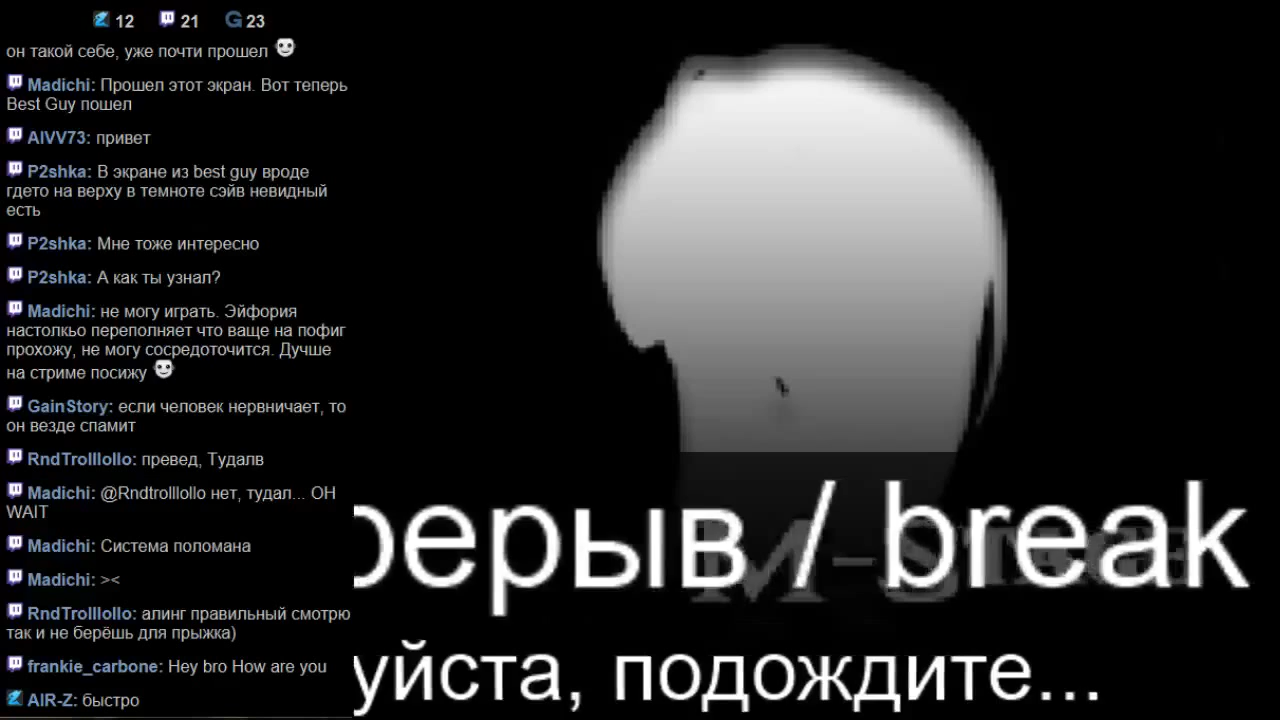 12 21 G 23
он такой себе, уже почти прошел
Madichi: Прошел этот экран. Вот теперь
Best Guy пошел
AlVV73: привет
P2shka: В экране из best guy вроде
гдето на верху в темноте сэйв невидный
есть
P2shka: Мне тоже интересно
P2shka: А как ты узнал?
Madichi: не могу играть. Эйфория
настолкьо переполняет что ваще на пофиг
прохожу, не могу сосредоточится. Дучше
на стриме посижу
GainStory: если человек нервничает, то
он везде спамит
RndTrolllollo: превед, Тудалв
Madichi: @Rndtrolllollo нет, тудал... OH
WAIT
Madichi: Система поломана
Madichi: ><
RndTrolllollo: алинг правильный смотрю
так и не берёшь для прыжка)
frankie_carbone: Hey bro How are you
AIR-Z: быстро
рерыв / break
M-STAGE
уйста, подождите...